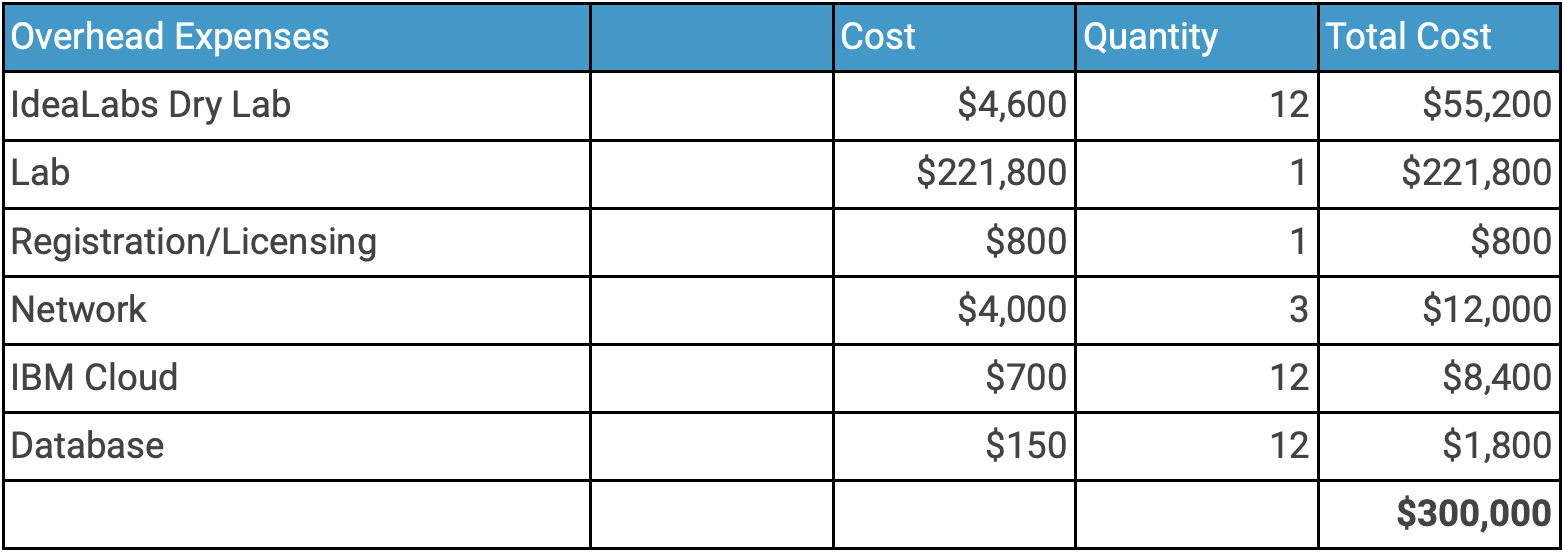 Overhead Expenses Cost Quantity Total Cost
IdeaLabs Dry Lab $4,600 12 $55,200
Lab $221,800 1 $221,800
Registration/Licensing $800 1 $800
Network $4,000 3 $12,000
IBM Cloud $700 12 $8,400
Database $150 12 $1,800
$300,000